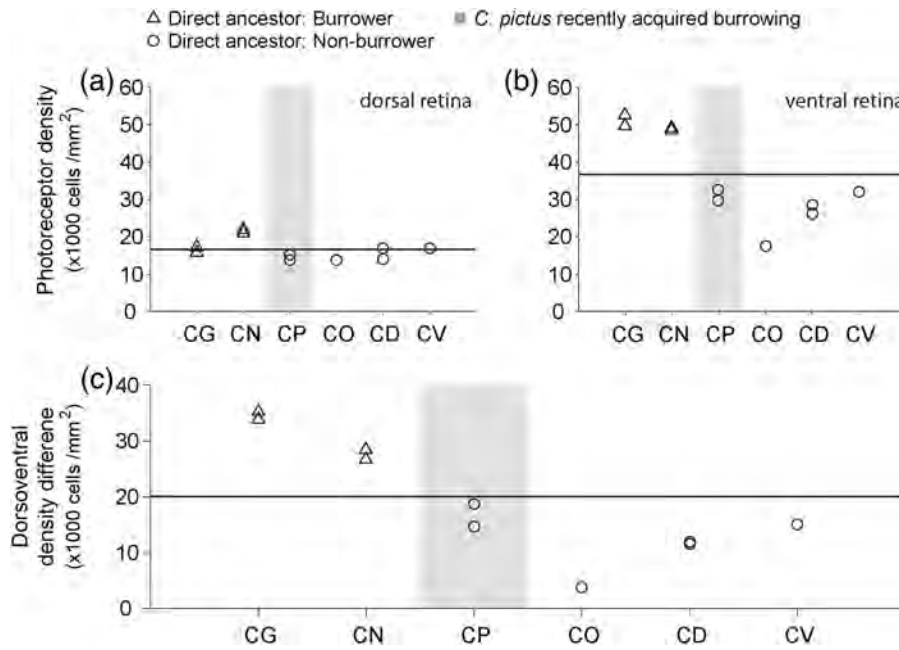 Direct ancestor: Burrower
C. pictus recently acquired burrowing
Direct ancestor: Non-burrower
(a)
dorsal retina
Photoreceptor density
(x1000 cells /mm²)
60
50
40
30
20
10
0
CG CN CP CO CD CV
(b)
ventral retina
60
50
40
30
20
10
0
CG CN CP CO CD CV
(c)
Dorsoventral
density differene
(x1000 cells /mm²)
40
30
20
10
0
CG CN CP CO CD CV